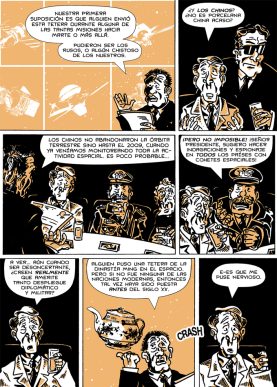 NUESTRA PRIMERA
SUPOSICIÓN ES QUE ALGUIEN ENVIÓ
ESTA TETERA DURANTE ALGUNA DE
LAS TANTAS MISIONES HACIA
MARTE O MÁS ALLÁ.
PUDIERON SER LOS
RUSOS, O ALGÚN CHISTOSO
DE LOS NUESTROS.
¿Y LOS CHINOS?
¿NO ES PORCELANA
CHINA ACASO?
LOS CHINOS NO ABANDONARON LA ÓRBITA
TERRESTRE SINO HASTA EL 2009, CUANDO
YA VENÍAMOS MONITOREANDO TODA LA AC-
TIVIDAD ESPACIAL. ES POCO PROBABLE...
¡PERO NO IMPOSIBLE! ¡SEÑOR
PRESIDENTE, SUGIERO HACER
INDAGACIONES Y ESPIONAJE
EN TODOS LOS PAÍSES CON
COHETES ESPACIALES!
A VER... AÚN CUANDO
SEA DESCONCERTANTE,
¿CREEN REALMENTE
QUE AMERITE
TANTO DESPLIEGUE
DIPLOMÁTICO
Y MILITAR?
ALGUIEN PUSO UNA TETERA DE LA
DINASTÍA MING EN EL ESPACIO,
PERO SI NO FUE NINGUNA DE LAS
NACIONES MODERNAS, ENTONCES
TAL VEZ HAYA SIDO PUESTA
ANTES DEL SIGLO XX.
CRASH
E-ES QUE ME
PUSE NERVIOSO.